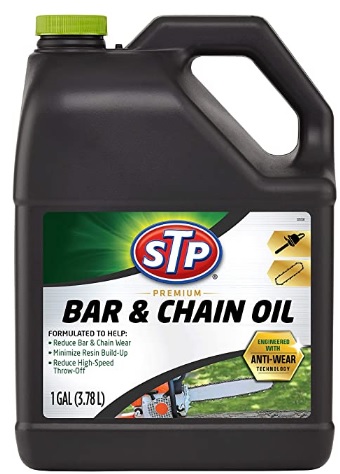 STP
®
PREMIUM
BAR & CHAIN OIL
FORMULATED TO HELP:
• Reduce Bar & Chain Wear
• Minimize Resin Build-Up
• Reduce High-Speed
Throw-Off
ENGINEERED
WITH
ANTI-WEAR
TECHNOLOGY
1 GAL (3.78 L)